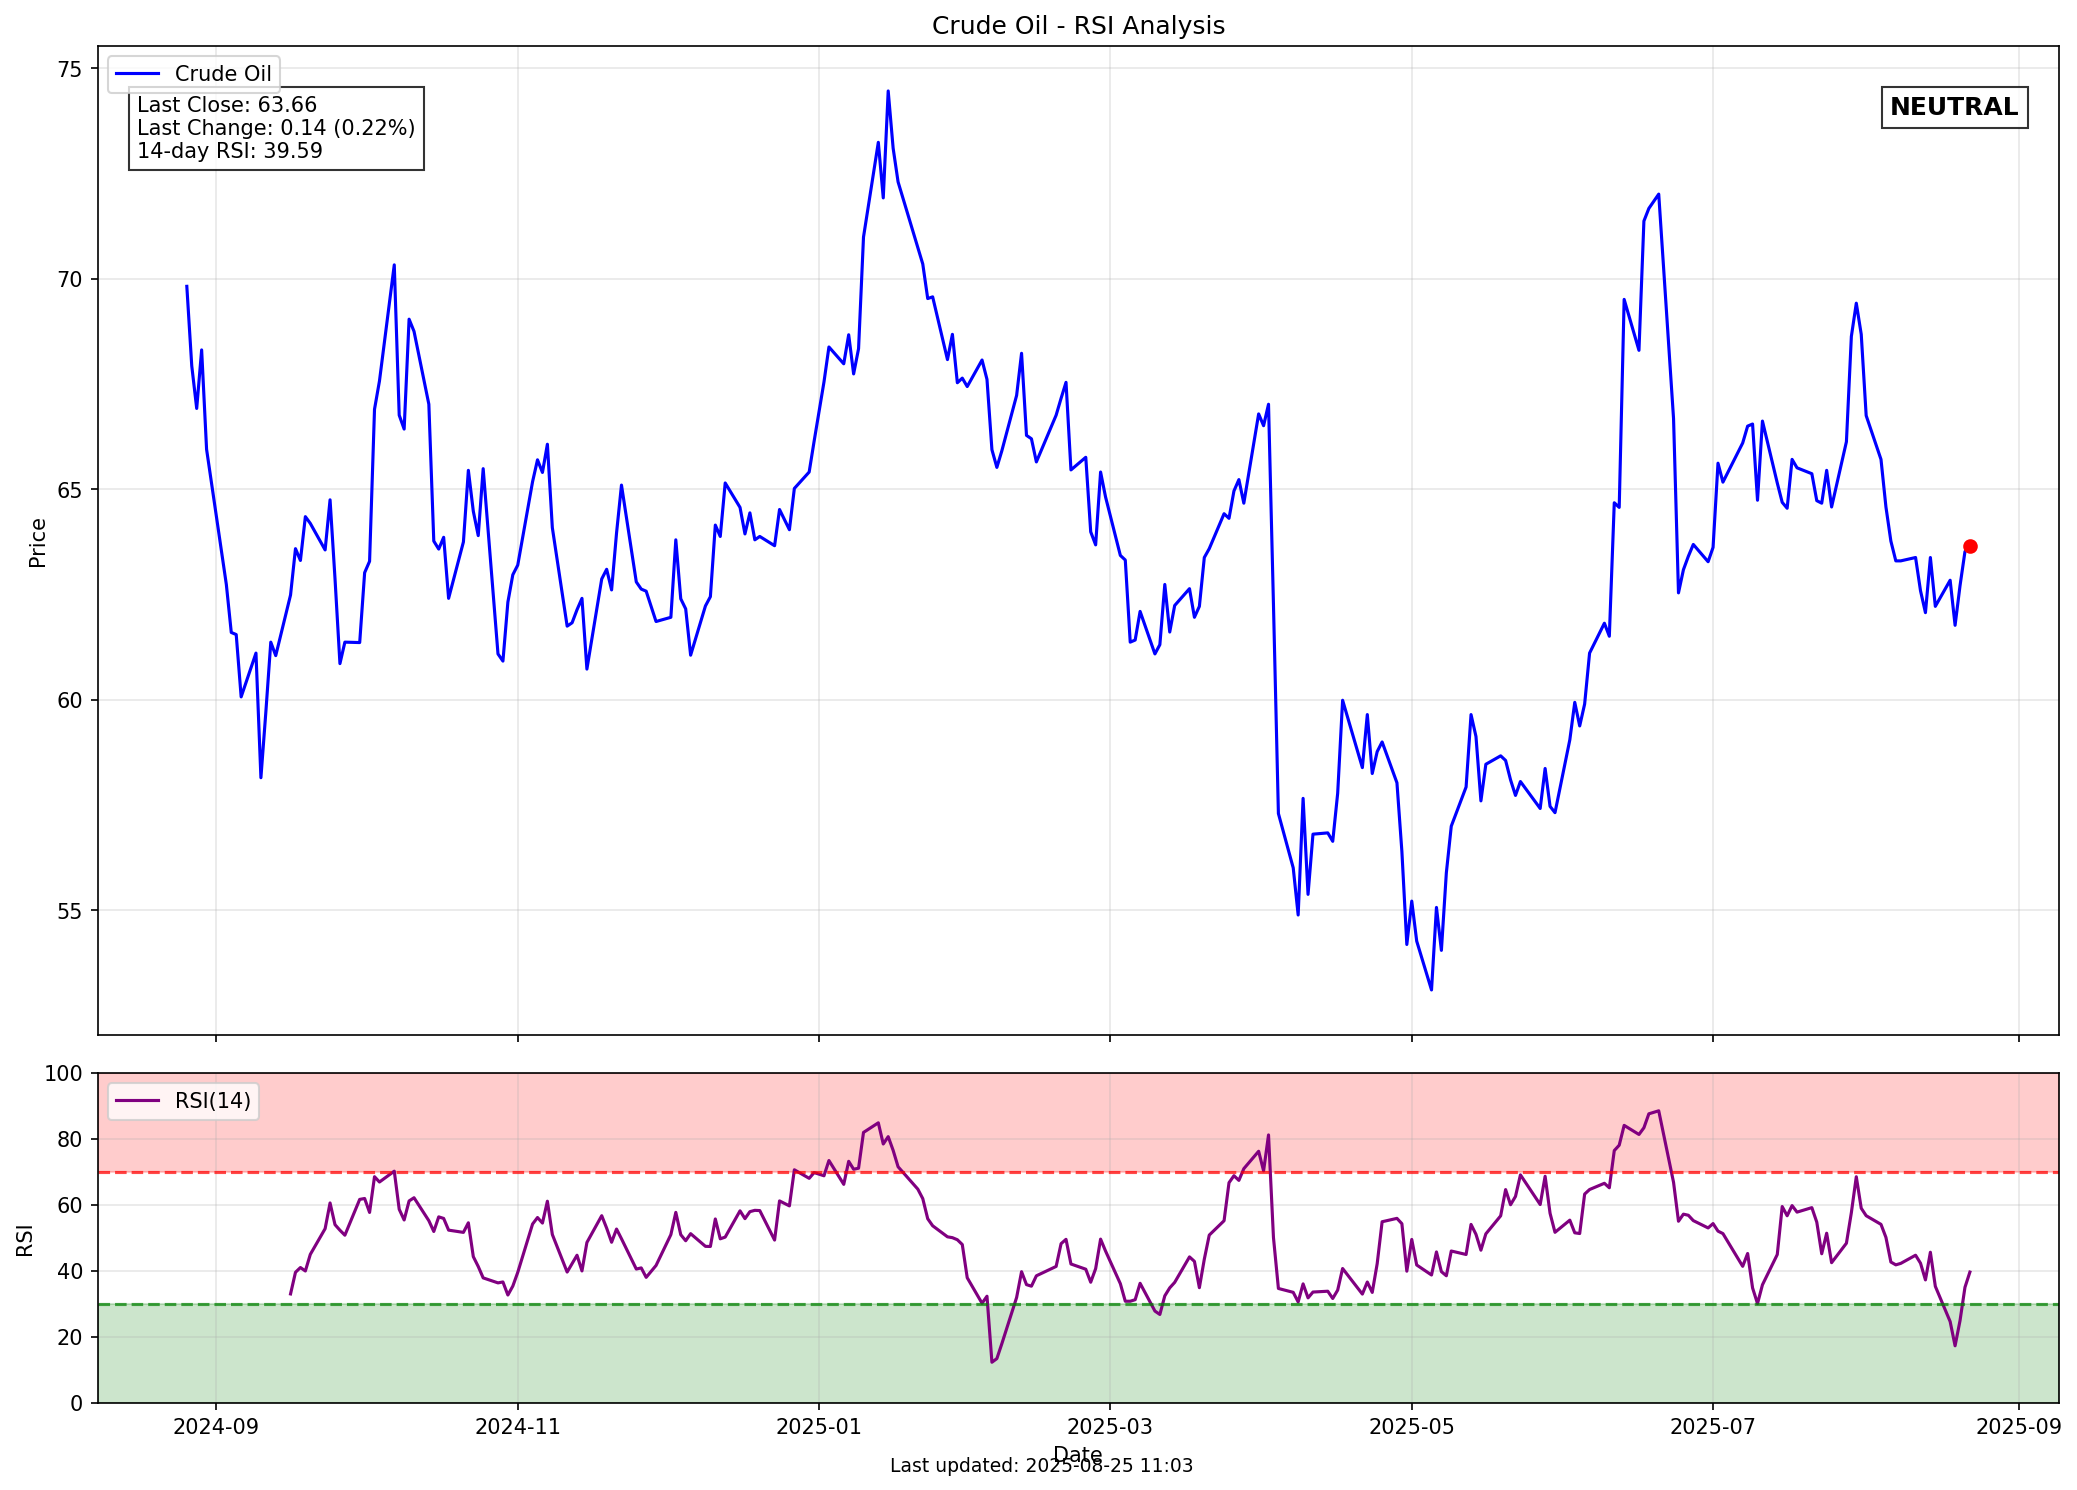 Crude Oil - RSI Analysis
75
70
65
60
55
Price
Crude Oil
Last Close: 63.66
Last Change: 0.14 (0.22%)
14-day RSI: 39.59
NEUTRAL
100
80
60
40
20
0
RSI
RSI(14)
2024-09
2024-11
2025-01
2025-03
2025-05
2025-07
2025-09
Date
Last updated: 2025-08-25 11:03